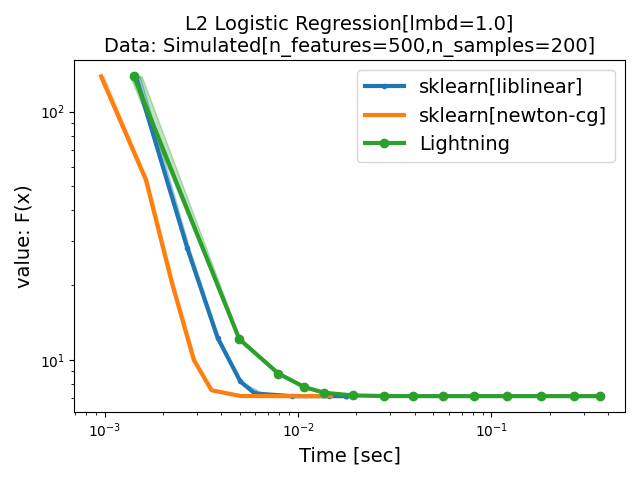 L2 Logistic Regression[lmbd=1.0]
Data: Simulated[n_features=500,n_samples=200]
sklearn[liblinear]
sklearn[newton-cg]
Lightning
value: F(x)
10²
10¹
10⁻³
10⁻²
10⁻¹
Time [sec]